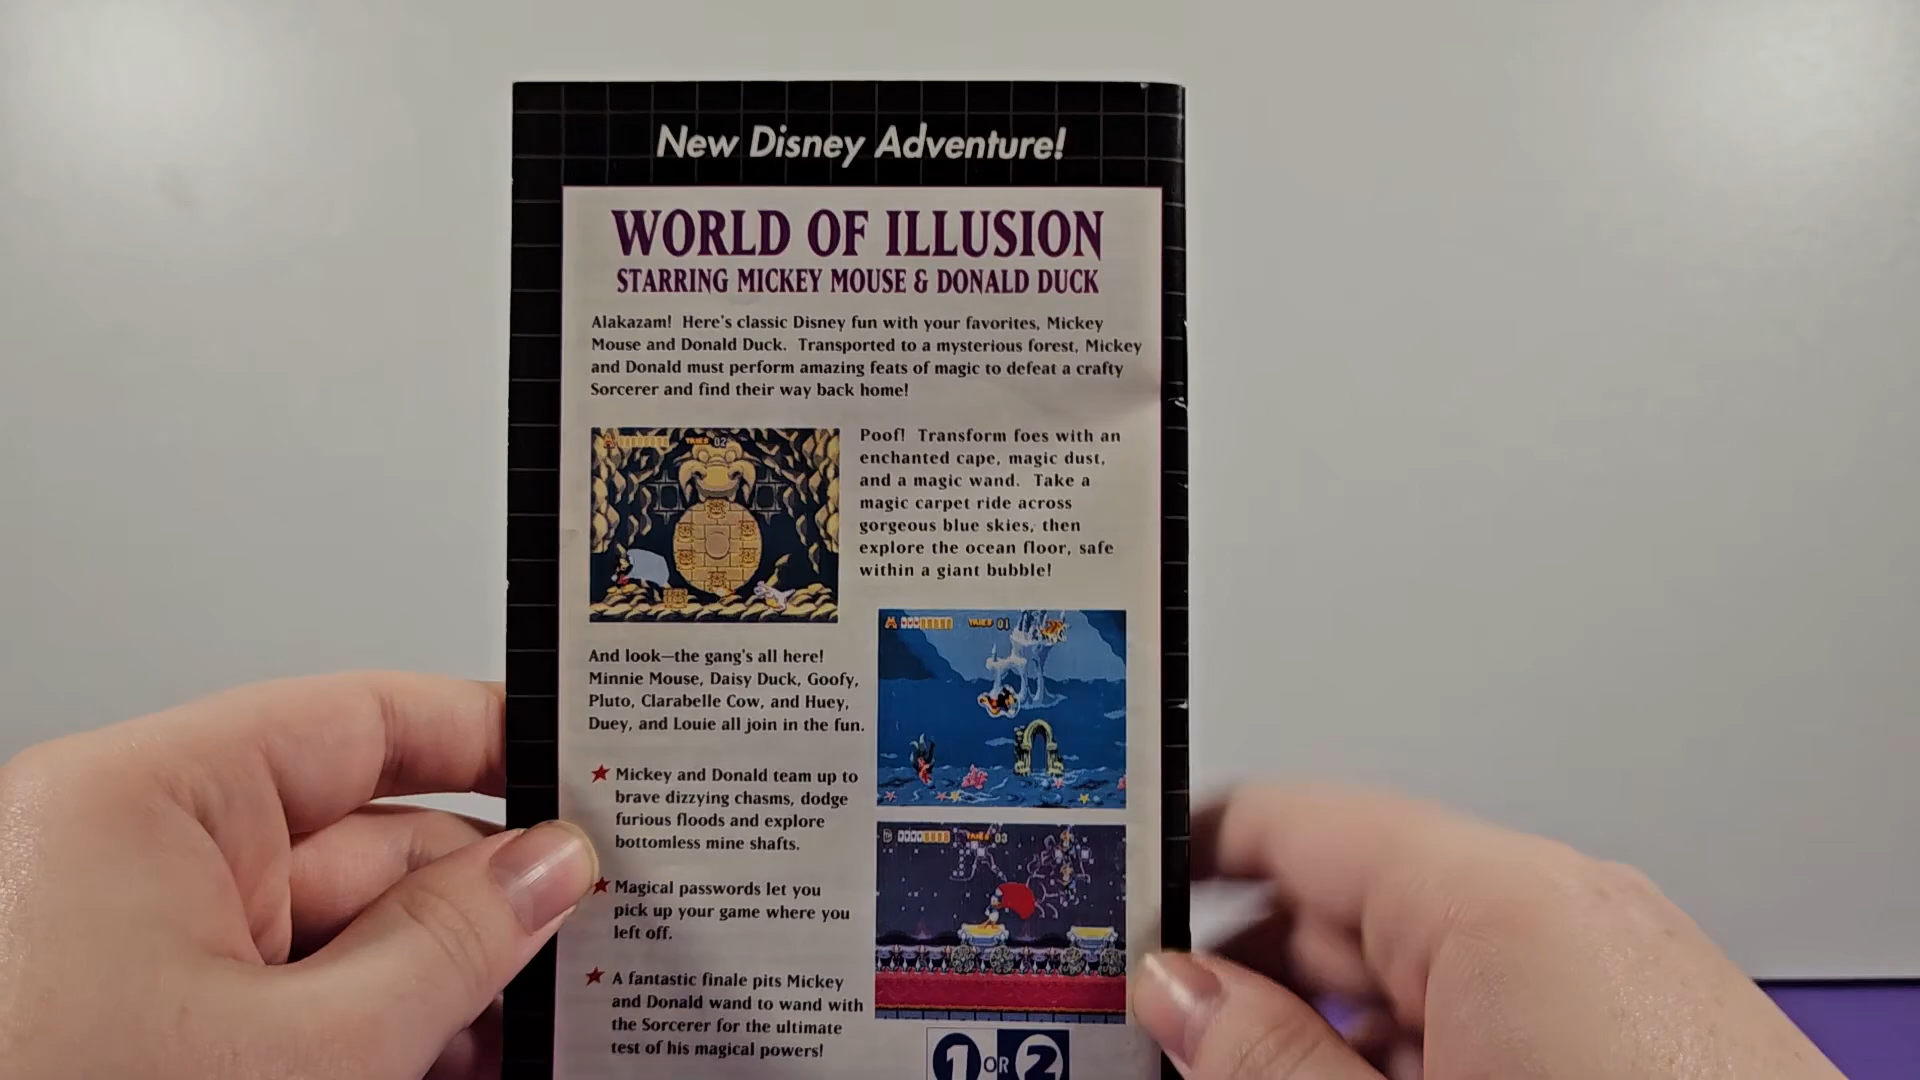 New Disney Adventure!
WORLD OF ILLUSION
STARRING MICKEY MOUSE & DONALD DUCK
Alakazam! Here's classic Disney fun with your favorites, Mickey
Mouse and Donald Duck. Transported to a mysterious forest, Mickey
and Donald must perform amazing feats of magic to defeat a crafty
Sorcerer and find their way back home!
TRIES 02
Poof! Transform foes with an
enchanted cape, magic dust,
and a magic wand. Take a
magic carpet ride across
gorgeous blue skies, then
explore the ocean floor, safe
within a giant bubble!
TRIES 01
And look—the gang's all here!
Minnie Mouse, Daisy Duck, Goofy,
Pluto, Clarabelle Cow, and Huey,
Duey, and Louie all join in the fun.
★ Mickey and Donald team up to
brave dizzying chasms, dodge
furious floods and explore
bottomless mine shafts.
TRIES 03
★ Magical passwords let you
pick up your game where you
left off.
★ A fantastic finale pits Mickey
and Donald wand to wand with
the Sorcerer for the ultimate
test of his magical powers!
1 OR 2